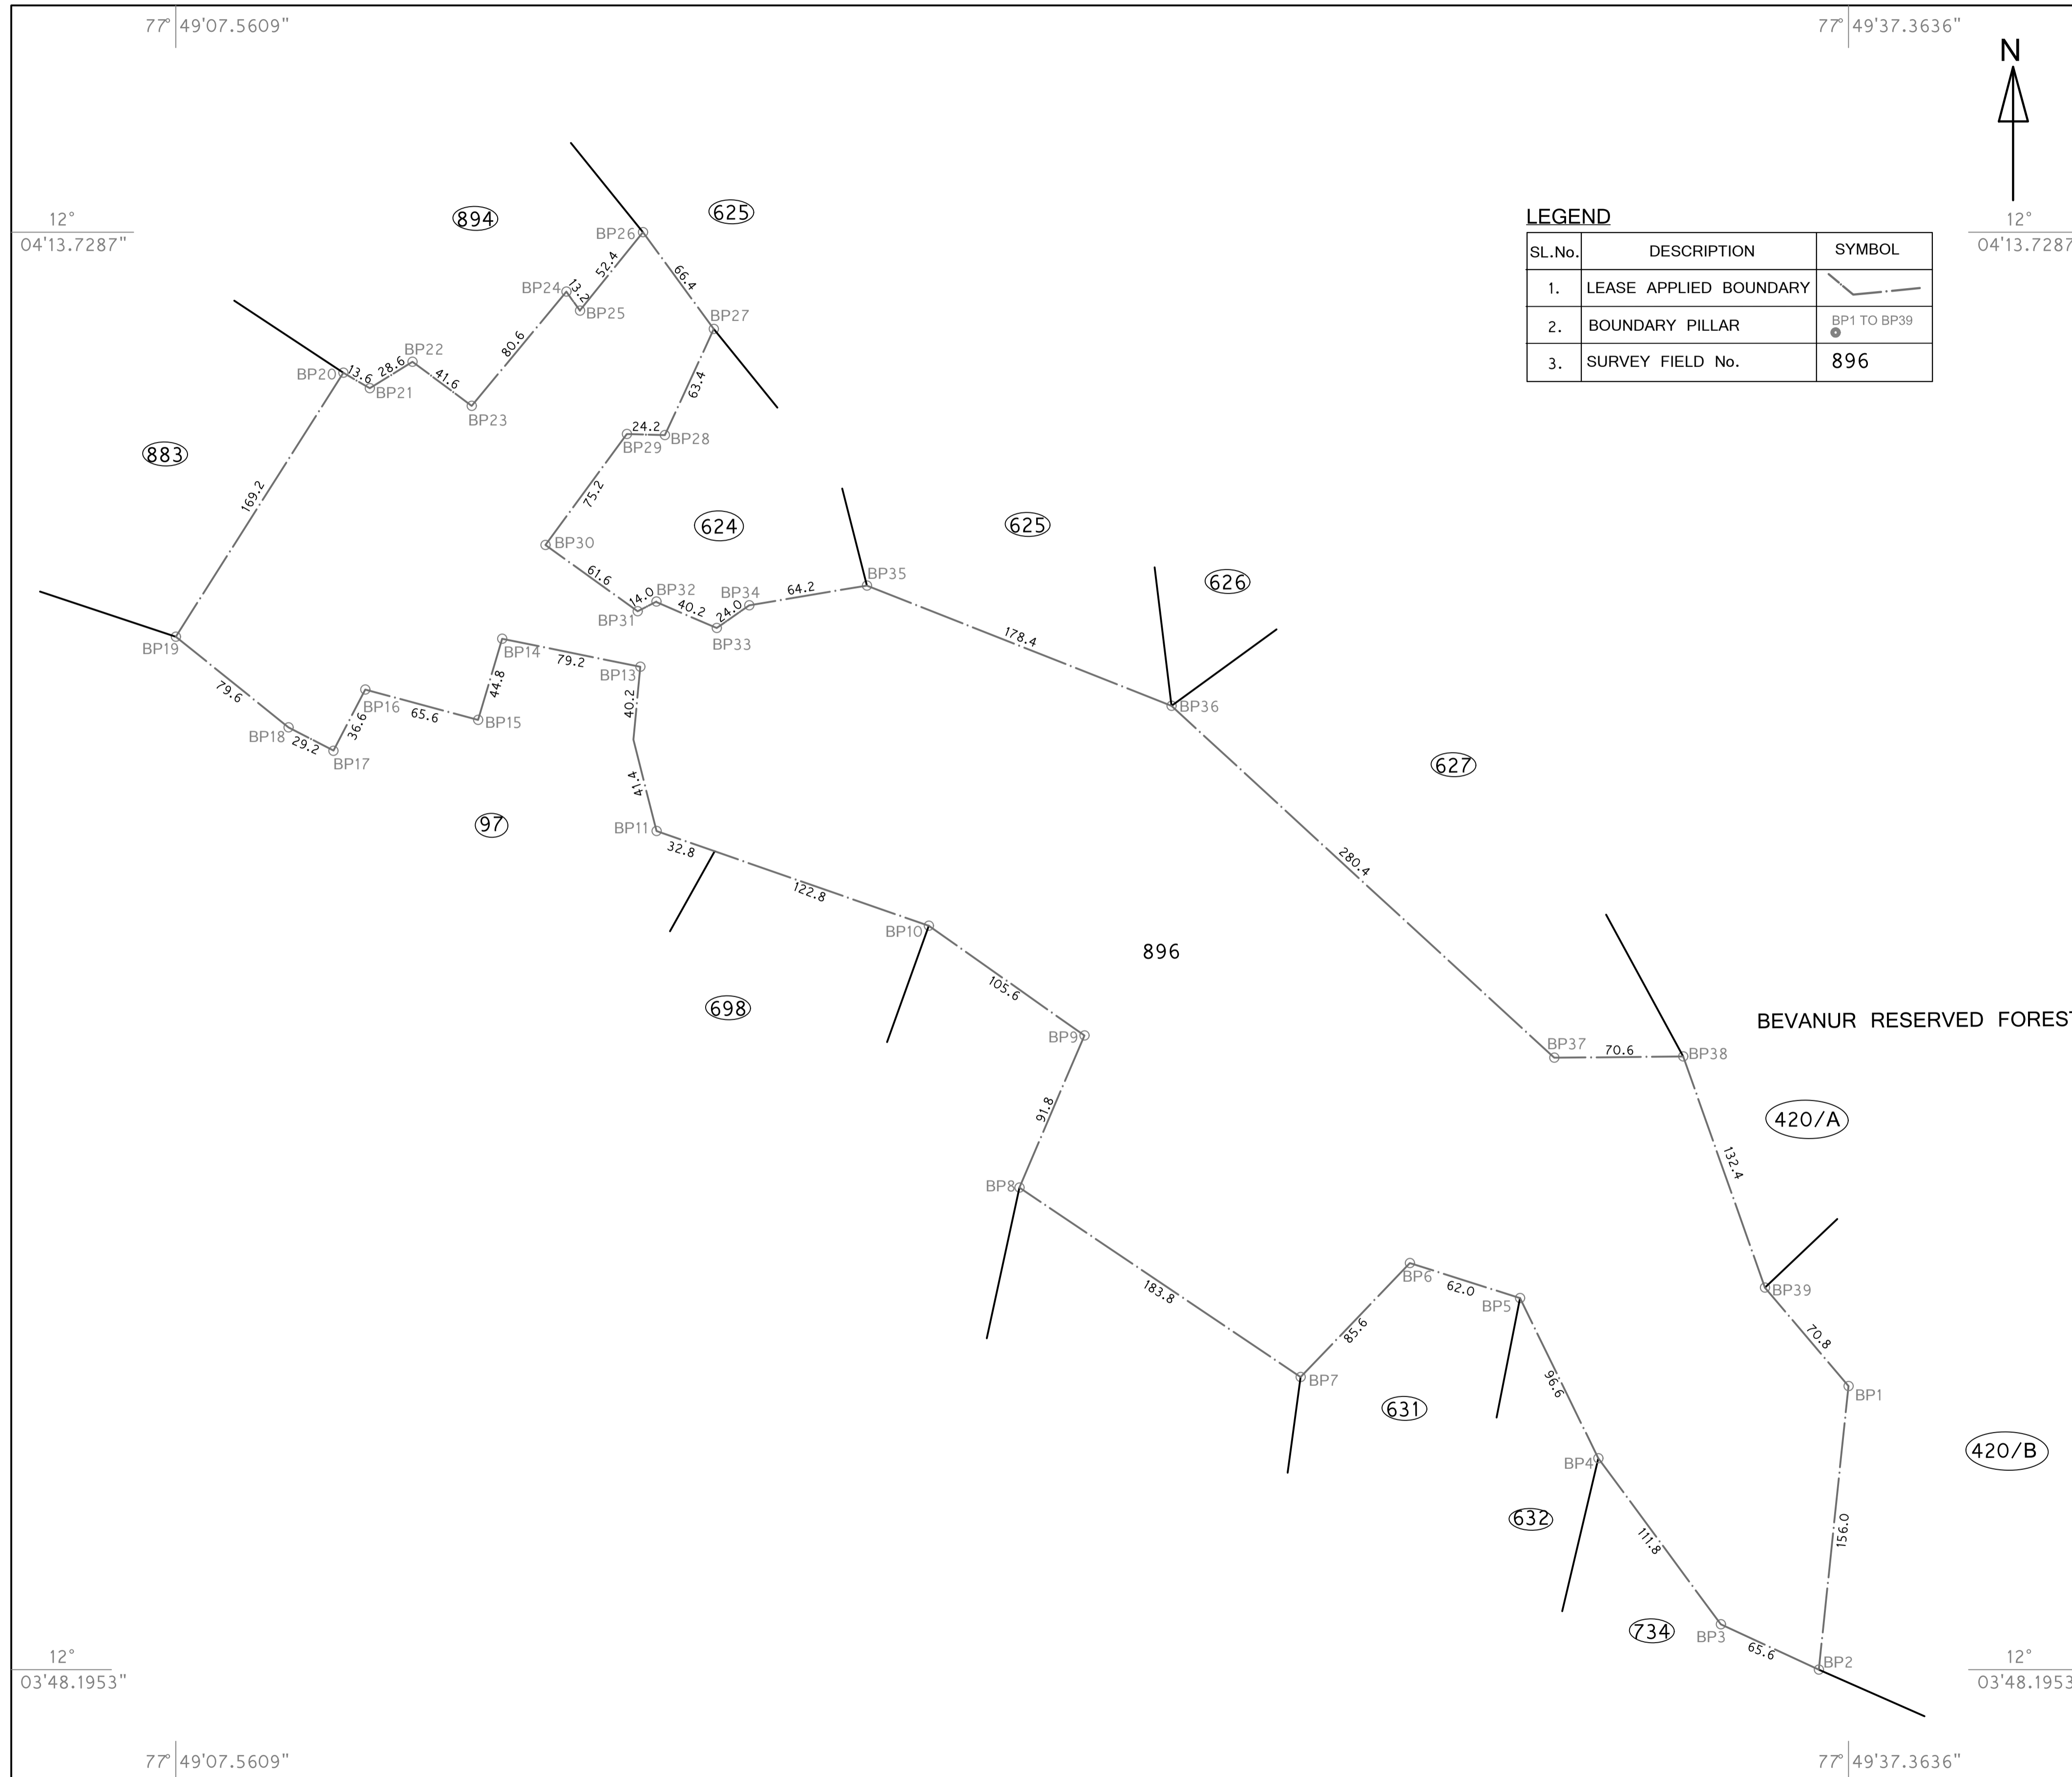 77° 49'07.5609" 77° 49'37.3636"
N
12° 04'13.7287"
12° 04'13.7287"
894
625
BP26
52.4
66.4
BP24
13.2
BP25
BP27
80.6
63.4
BP20
13.6
28.6
BP22
41.6
BP21
BP23
24.2
BP29
BP28
LEGEND
SL.No. DESCRIPTION SYMBOL
1. LEASE APPLIED BOUNDARY
2. BOUNDARY PILLAR BP1 TO BP39
3. SURVEY FIELD No. 896
883
169.2
75.2
624
625
BP30
61.6
14.0
BP32
BP31
40.2
24.0
BP34
BP33
64.2
BP35
626
178.4
BP19
BP14
79.2
BP13
44.8
79.6
BP16
65.6
BP15
36.6
BP18
29.2
BP17
40.2
BP36
41.4
627
97
BP11
32.8
122.8
280.4
BP10
896
105.6
698
BP9
BEVANUR RESERVED FOREST
BP37
70.6
BP38
91.8
420/A
132.4
BP8
183.8
BP6
62.0
BP5
BP39
85.6
70.8
BP7
BP1
631
96.6
420/B
BP4
632
111.8
156.0
734
BP3
65.6
BP2
12° 03'48.1953"
12° 03'48.1953
77° 49'07.5609" 77° 49'37.3636"